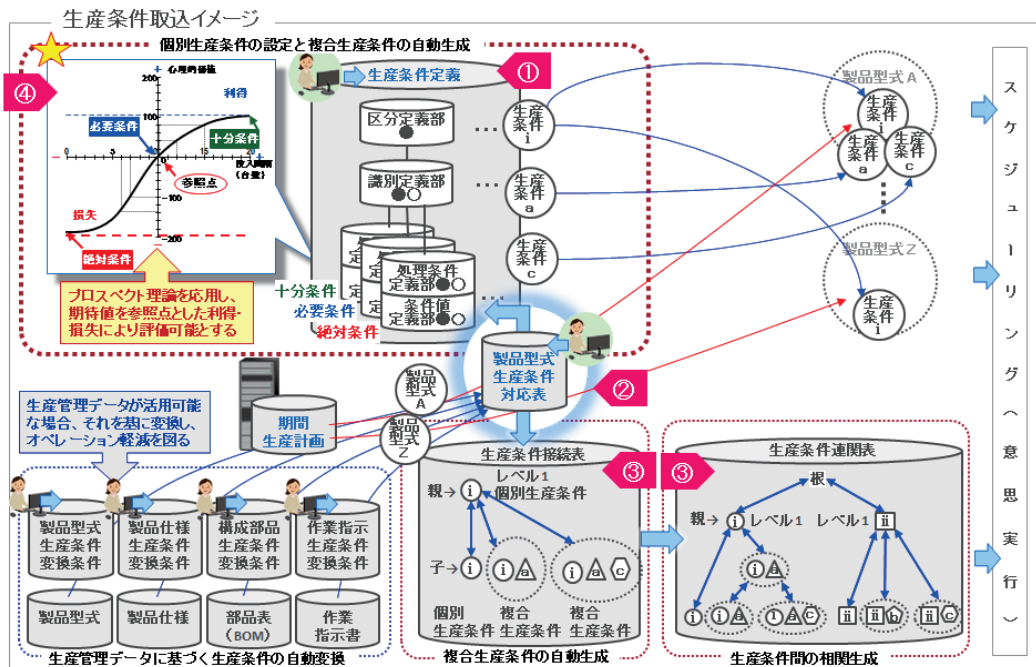 生産条件取込イメージ
個別生産条件の設定と複合生産条件の自動生成
④
心理的価値
200
利得
100
必要条件
十分条件
0
5
15
20
投入間隔
(台数)
参照点
-100
損失
-200
絶対条件
プロスペクト理論を応用し、
期待値を参照点とした利得・
損失により評価可能とする
生産条件定義
①
区分定義部
●
識別定義部
●○
処理条件
定義部●○
条件値
定義部●○
十分条件
必要条件
絶対条件
…
生産
条件
i
…
生産
条件
a
生産
条件
c
…
製品型式A
生産
条件
i
生産
条件
a
生産
条件
c
製品型式Z
生産
条件
i
スケジューリング(意思実行)
製品型式
生産条件
対応表
②
製品
型式
A
製品
型式
Z
期間
生産計画
生産管理データが活用可能
な場合、それを基に変換し、
オペレーション軽減を図る
製品型式
生産条件
変換条件
製品仕様
生産条件
変換条件
構成部品
生産条件
変換条件
作業指示
生産条件
変換条件
製品型式
製品仕様
部品表
(BOM)
作業
指示書
生産管理データに基づく生産条件の自動変換
生産条件接続表
③
レベル1
親→ⓘ 個別生産条件
子→ⓘ
i a
i a c
個別
生産条件
複合
生産条件
複合
生産条件
複合生産条件の自動生成
③
生産条件連関表
根
親→ⓘ レベル1
レベル1 ii
i a
i
i a
i a c
ii
ii b
ii c
生産条件間の相関生成